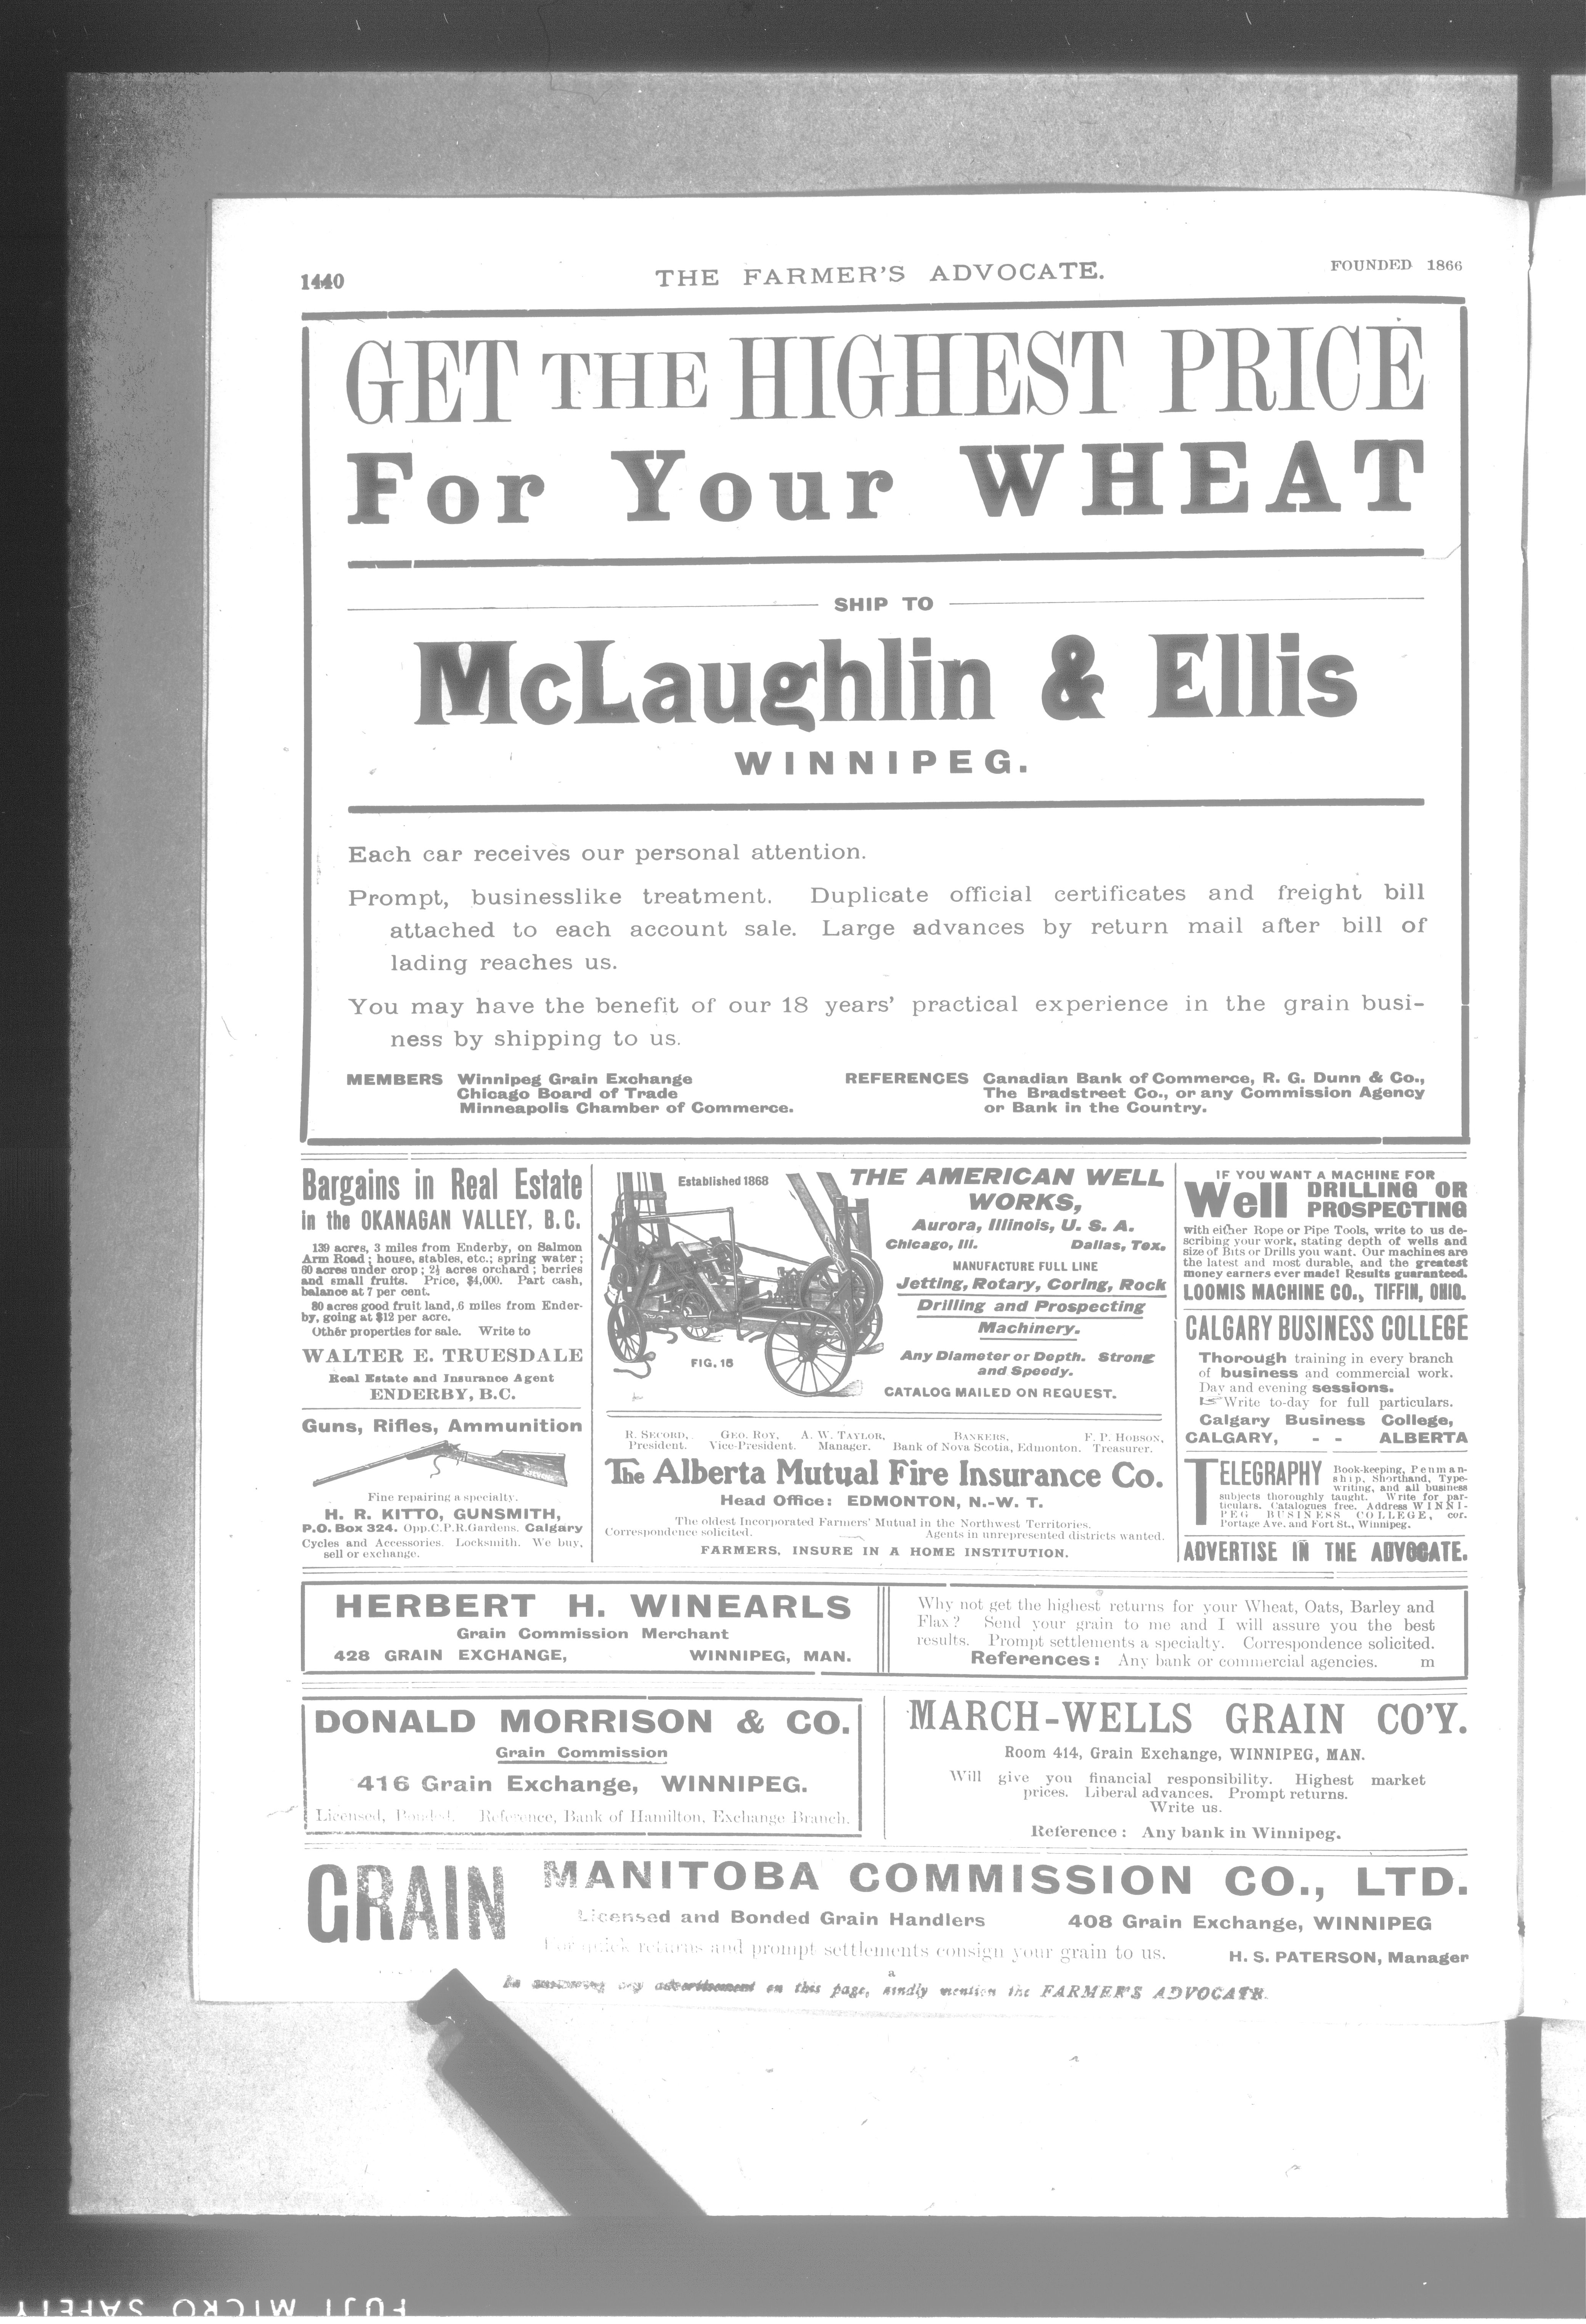 1440
THE FARMER'S ADVOCATE.
FOUNDED 1866
GET THE HIGHEST PRICE
For Your WHEAT
SHIP TO
McLaughlin & Ellis
WINNIPEG.
Each car receives our personal attention.
Prompt, businesslike treatment. Duplicate official certificates and freight bill
attached to each account sale. Large advances by return mail after bill of
lading reaches us.
You may have the benefit of our 18 years' practical experience in the grain busi-
ness by shipping to us.
MEMBERS Winnipeg Grain Exchange
Chicago Board of Trade
Minneapolis Chamber of Commerce.
REFERENCES Canadian Bank of Commerce, R. G. Dunn & Co.,
The Bradstreet Co., or any Commission Agency
or Bank in the Country.
Bargains in Real Estate
in the OKANAGAN VALLEY, B.C.
139 acres, 3 miles from Enderby, on Salmon
Arm Road; house, stables, etc.; spring water;
60 acres under crop; 2½ acres orchard; berries
and small fruits. Price, $4,000. Part cash,
balance at 7 per cent.
80 acres good fruit land, 6 miles from Ender-
by, going at $12 per acre.
Other properties for sale. Write to
WALTER E. TRUESDALE
Real Estate and Insurance Agent
ENDERBY, B.C.
Guns, Rifles, Ammunition
STEVENS
Fine repairing a specialty.
H. R. KITTO, GUNSMITH,
P.O. Box 324. Opp. C.P.R. Gardens. Calgary
Cycles and Accessories. Locksmith. We buy,
sell or exchange.
Established 1868
FIG. 16
THE AMERICAN WELL
WORKS,
Aurora, Illinois, U. S. A.
Chicago, Ill. Dallas, Tex.
MANUFACTURE FULL LINE
Jetting, Rotary, Coring, Rock
Drilling and Prospecting
Machinery.
Any Diameter or Depth. Strong
and Speedy.
CATALOG MAILED ON REQUEST.
R. SECORD, GEO. ROY, A. W. TAYLOR, BANKERS, F. P. HOBSON,
President. Vice-President. Manager. Bank of Nova Scotia, Edmonton. Treasurer.
The Alberta Mutual Fire Insurance Co.
Head Office: EDMONTON, N.-W. T.
The oldest Incorporated Farmers' Mutual in the Northwest Territories.
Correspondence solicited. Agents in unrepresented districts wanted.
FARMERS, INSURE IN A HOME INSTITUTION.
IF YOU WANT A MACHINE FOR
Well DRILLING OR
PROSPECTING
with either Rope or Pipe Tools, write to us de-
scribing your work, stating depth of wells and
size of Bits or Drills you want. Our machines are
the latest and most durable, and the greatest
money earners ever made! Results guaranteed.
LOOMIS MACHINE CO., TIFFIN, OHIO.
CALGARY BUSINESS COLLEGE
Thorough training in every branch
of business and commercial work.
Day and evening sessions.
☞ Write to-day for full particulars.
Calgary Business College,
CALGARY, - - ALBERTA
TELEGRAPHY Book-keeping, Penman-
ship, Shorthand, Type-
writing, and all business
subjects thoroughly taught. Write for par-
ticulars. Catalogues free. Address WINNI-
PEG BUSINESS COLLEGE, cor.
Portage Ave. and Fort St., Winnipeg.
ADVERTISE IN THE ADVOCATE.
HERBERT H. WINEARLS
Grain Commission Merchant
428 GRAIN EXCHANGE, WINNIPEG, MAN.
Why not get the highest returns for your Wheat, Oats, Barley and
Flax? Send your grain to me and I will assure you the best
results. Prompt settlements a specialty. Correspondence solicited.
References: Any bank or commercial agencies. m
DONALD MORRISON & CO.
Grain Commission
416 Grain Exchange, WINNIPEG.
Licensed, Bonded. Reference, Bank of Hamilton, Exchange Branch.
MARCH-WELLS GRAIN CO'Y.
Room 414, Grain Exchange, WINNIPEG, MAN.
Will give you financial responsibility. Highest market
prices. Liberal advances. Prompt returns.
Write us.
Reference: Any bank in Winnipeg.
GRAIN
MANITOBA COMMISSION CO., LTD.
Licensed and Bonded Grain Handlers 408 Grain Exchange, WINNIPEG
For quick returns and prompt settlements consign your grain to us. H. S. PATERSON, Manager
advertisement on this page, kindly mention the FARMER'S ADVOCATE.
FUJI MICRO SAFETY